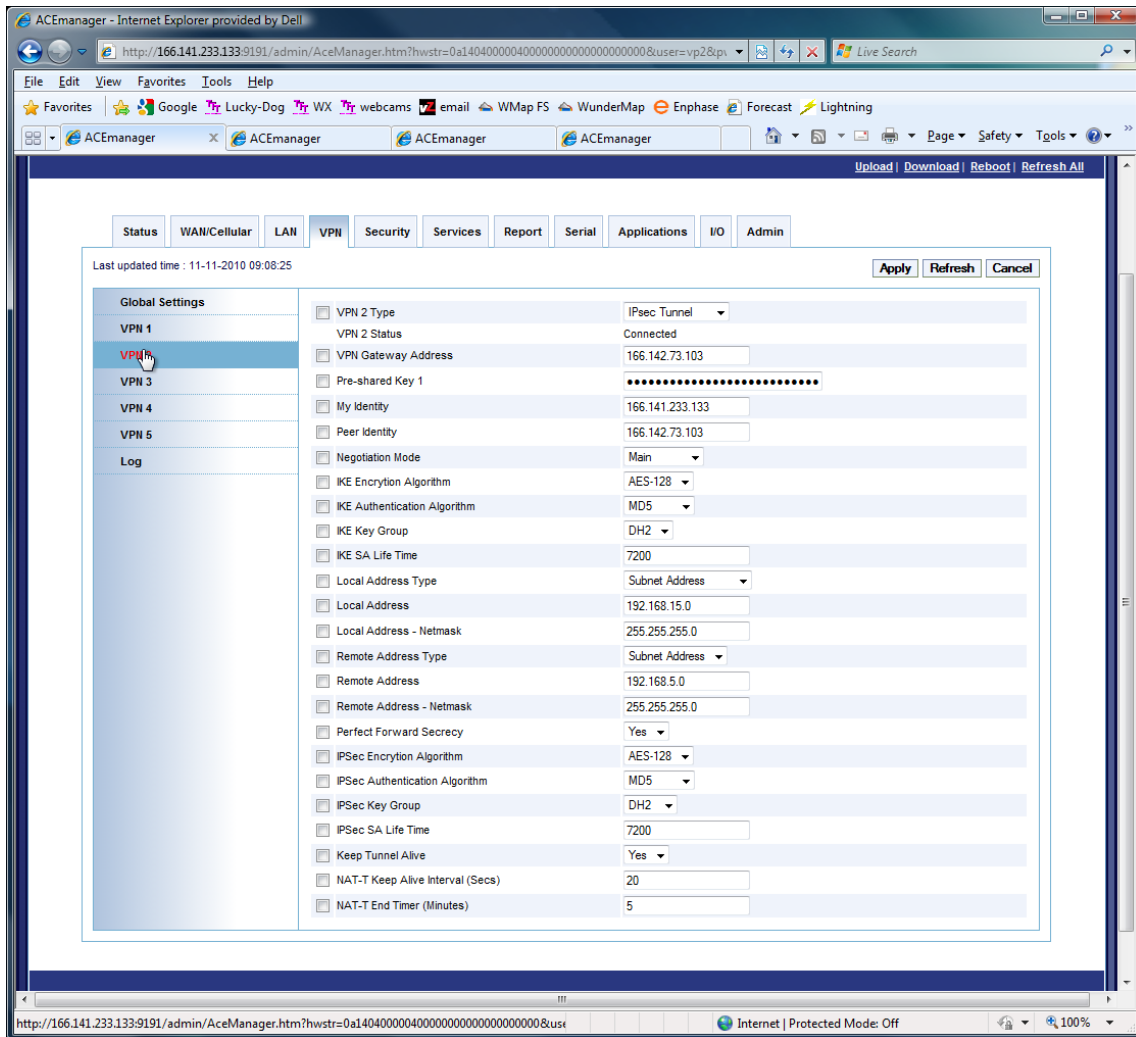 ACEmanager - Internet Explorer provided by Dell
http://166.141.233.133:9191/admin/AceManager.htm?hwstr=0a14040000400000000000000000000&user=vp2&pv
Live Search
File Edit View Favorites Tools Help
Favorites Google Lucky-Dog WX webcams email WMap FS WunderMap Enphase Forecast Lightning
ACEmanager ACEmanager ACEmanager ACEmanager Page Safety Tools
Upload | Download | Reboot | Refresh All
Status WAN/Cellular LAN VPN Security Services Report Serial Applications I/O Admin
Last updated time : 11-11-2010 09:08:25
Apply Refresh Cancel
Global Settings
VPN 1
VPN
VPN 3
VPN 4
VPN 5
Log
VPN 2 Type IPsec Tunnel
VPN 2 Status Connected
VPN Gateway Address 166.142.73.103
Pre-shared Key 1 •••••••••••••••••••••••••••
My Identity 166.141.233.133
Peer Identity 166.142.73.103
Negotiation Mode Main
IKE Encrytion Algorithm AES-128
IKE Authentication Algorithm MD5
IKE Key Group DH2
IKE SA Life Time 7200
Local Address Type Subnet Address
Local Address 192.168.15.0
Local Address - Netmask 255.255.255.0
Remote Address Type Subnet Address
Remote Address 192.168.5.0
Remote Address - Netmask 255.255.255.0
Perfect Forward Secrecy Yes
IPSec Encrytion Algorithm AES-128
IPSec Authentication Algorithm MD5
IPSec Key Group DH2
IPSec SA Life Time 7200
Keep Tunnel Alive Yes
NAT-T Keep Alive Interval (Secs) 20
NAT-T End Timer (Minutes) 5
http://166.141.233.133:9191/admin/AceManager.htm?hwstr=0a14040000400000000000000000000&use
Internet | Protected Mode: Off
100%